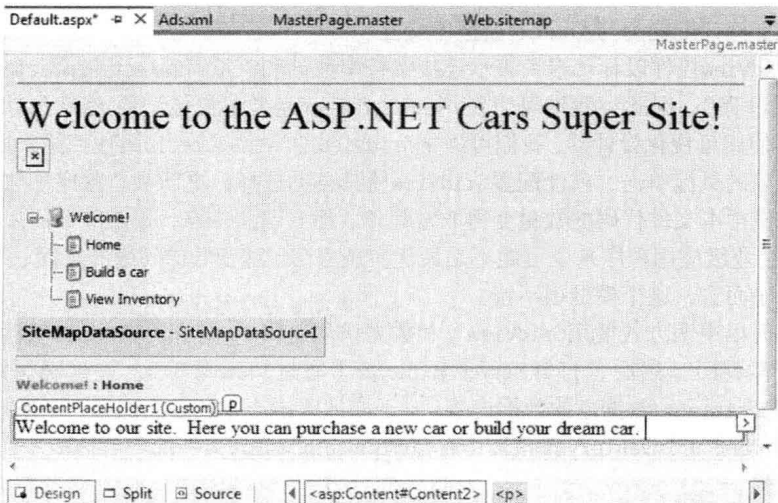 Default.aspx* Ads.xml MasterPage.master Web.sitemap
MasterPage.master
Welcome to the ASP.NET Cars Super Site!
Welcome!
Home
Build a car
View Inventory
SiteMapDataSource - SiteMapDataSource1
Welcome! : Home
ContentPlaceHolder1 (Custom) P
Welcome to our site. Here you can purchase a new car or build your dream car.
Design Split Source <asp:Content#Content2> <p>